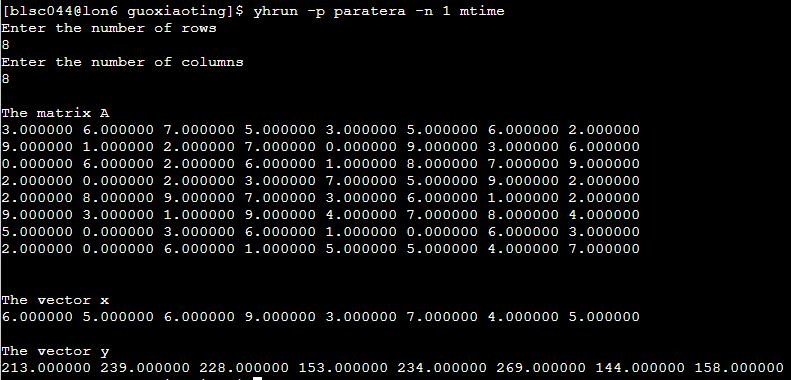 [blsc044@lon6 guoxiaoting]$ yhrun -p paratera -n 1 mtime
Enter the number of rows
8
Enter the number of columns
8
The matrix A
3.000000 6.000000 7.000000 5.000000 3.000000 5.000000 6.000000 2.000000
9.000000 1.000000 2.000000 7.000000 0.000000 9.000000 3.000000 6.000000
0.000000 6.000000 2.000000 6.000000 1.000000 8.000000 7.000000 9.000000
2.000000 0.000000 2.000000 3.000000 7.000000 5.000000 9.000000 2.000000
2.000000 8.000000 9.000000 7.000000 3.000000 6.000000 1.000000 2.000000
9.000000 3.000000 1.000000 9.000000 4.000000 7.000000 8.000000 4.000000
5.000000 0.000000 3.000000 6.000000 1.000000 0.000000 6.000000 3.000000
2.000000 0.000000 6.000000 1.000000 5.000000 5.000000 4.000000 7.000000
The vector x
6.000000 5.000000 6.000000 9.000000 3.000000 7.000000 4.000000 5.000000
The vector y
213.000000 239.000000 228.000000 153.000000 234.000000 269.000000 144.000000 158.000000